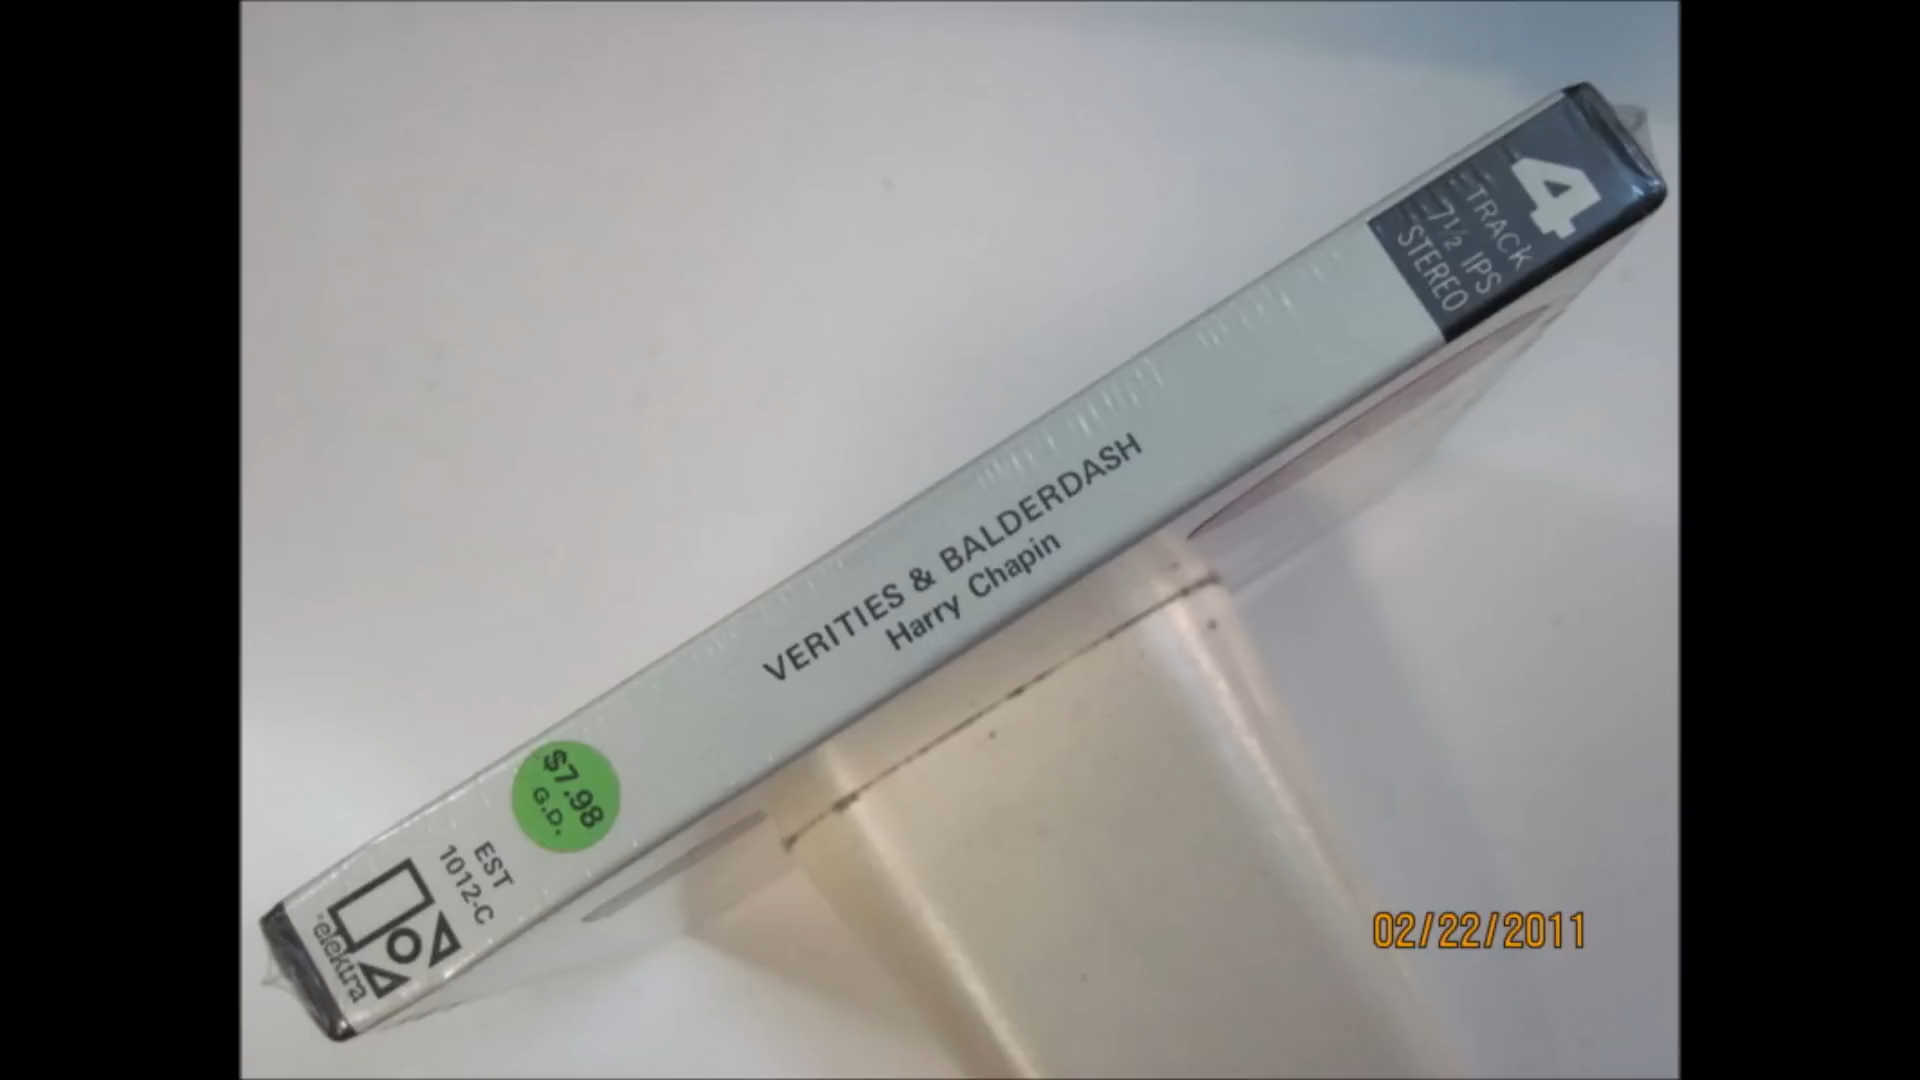 4
TRACK
7½ IPS
STEREO
VERITIES & BALDERDASH
Harry Chapin
$7.98
G.D.
EST
1012-C
elektra
02/22/2011